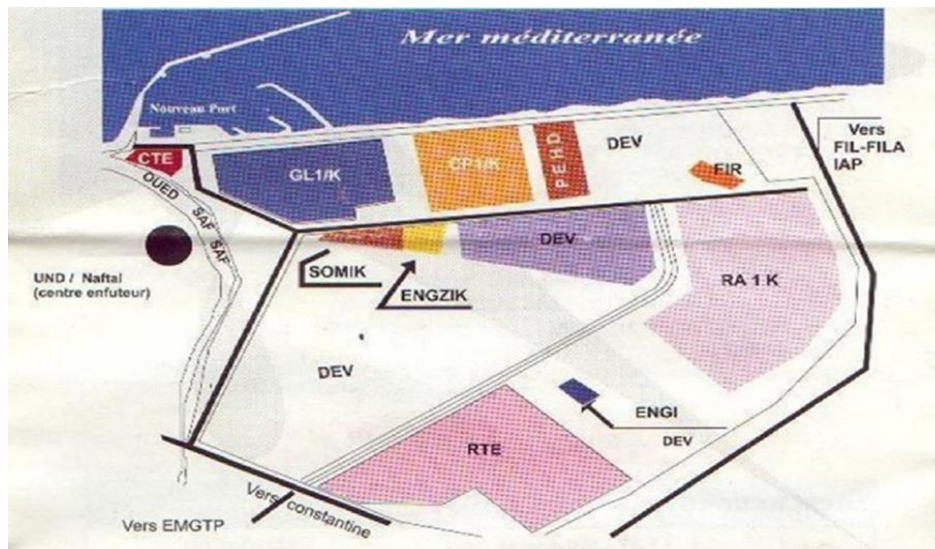 Mer méditerranée
Nouveau Port
CTE
GL1/K
CP1/K
PEHD
DEV
FIR
Vers
FIL-FILA
IAP
OUED
SAF SAF
UND / Naftal
(centre enfuteur)
SOMIK
ENGZIK
DEV
RA 1 K
DEV
ENGI
DEV
RTE
Vers constantine
Vers EMGTP